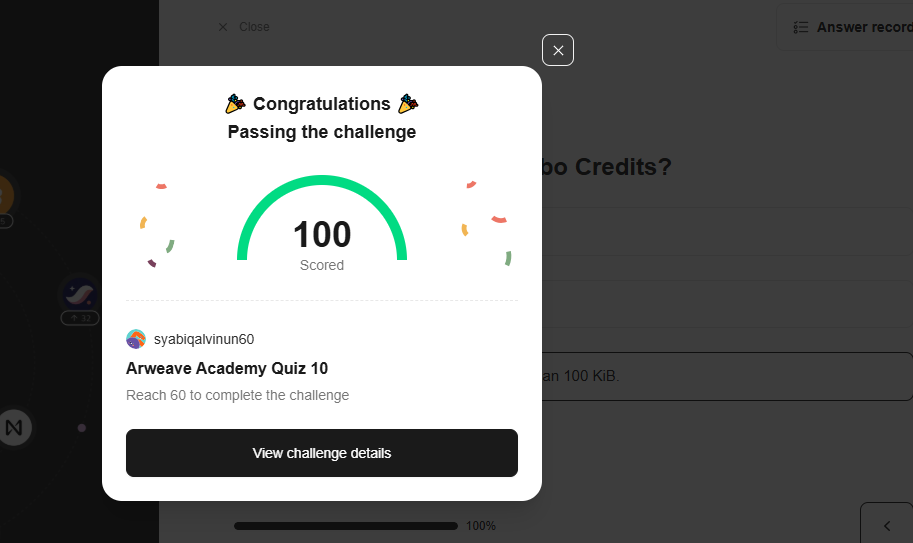 Close
Answer record
Congratulations
Passing the challenge
bo Credits?
100
Scored
32
syabiqalvinun60
Arweave Academy Quiz 10
an 100 KiB.
Reach 60 to complete the challenge
View challenge details
100%